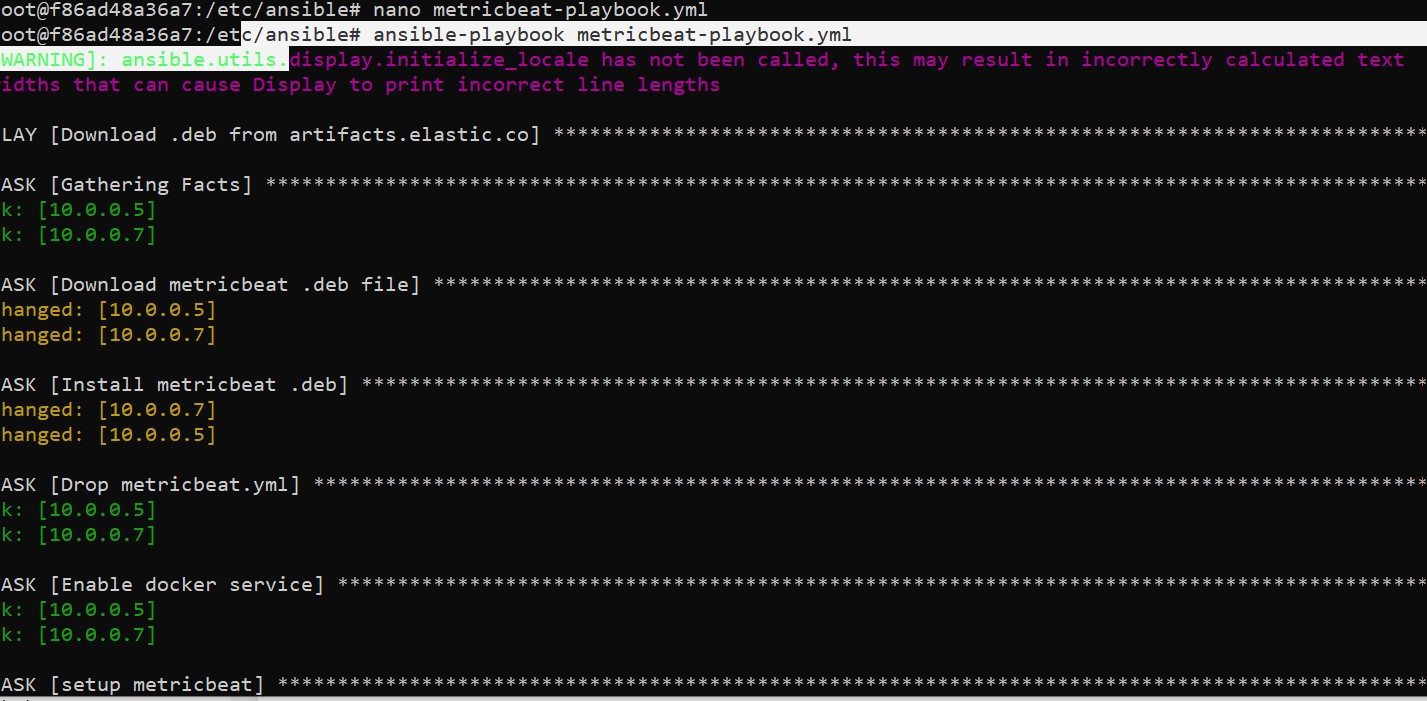 oot@f86ad48a36a7:/etc/ansible# nano metricbeat-playbook.yml
oot@f86ad48a36a7:/etc/ansible# ansible-playbook metricbeat-playbook.yml
WARNING]: ansible.utils.display.initialize_locale has not been called, this may result in incorrectly calculated text
idths that can cause Display to print incorrect line lengths
LAY [Download .deb from artifacts.elastic.co] *************************************************************************
ASK [Gathering Facts] *************************************************************************************************
k: [10.0.0.5]
k: [10.0.0.7]
ASK [Download metricbeat .deb file] ***********************************************************************************
hanged: [10.0.0.5]
hanged: [10.0.0.7]
ASK [Install metricbeat .deb] *****************************************************************************************
hanged: [10.0.0.7]
hanged: [10.0.0.5]
ASK [Drop metricbeat.yml] *********************************************************************************************
k: [10.0.0.5]
k: [10.0.0.7]
ASK [Enable docker service] *******************************************************************************************
k: [10.0.0.5]
k: [10.0.0.7]
ASK [setup metricbeat] ************************************************************************************************